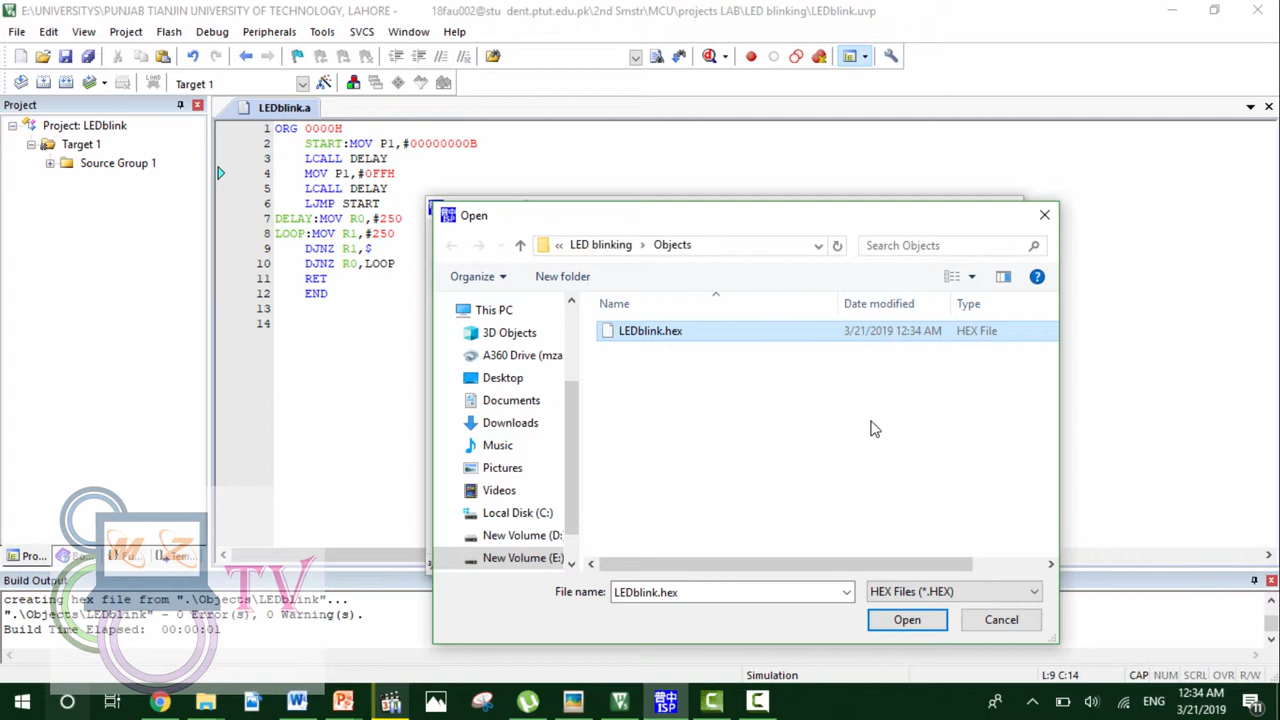 E:\UNIVERSITYS\PUNJAB TIANJIN UNIVERSITY OF TECHNOLOGY, LAHORE - 18fau002@stu dent.ptut.edu.pk\2nd Smstr\MCU\projects LAB\LED blinking\LEDblink.uvp
File Edit View Project Flash Debug Peripherals Tools SVCS Window Help
LOAD Target 1
Project
LEDblink.a
Project: LEDblink
Target 1
Source Group 1
1 ORG 0000H
2 START:MOV P1,#00000000B
3 LCALL DELAY
4 MOV P1,#0FFH
5 LCALL DELAY
6 LJMP START
7 DELAY:MOV R0,#250
8 LOOP:MOV R1,#250
9 DJNZ R1,$
10 DJNZ R0,LOOP
11 RET
12 END
13
14
普中 ISP Open
« LED blinking › Objects
Search Objects
Organize New folder
Name Date modified Type
LEDblink.hex 3/21/2019 12:34 AM HEX File
This PC
3D Objects
A360 Drive (mza
Desktop
Documents
Downloads
Music
Pictures
Videos
Local Disk (C:)
New Volume (D:
New Volume (E:)
File name: LEDblink.hex HEX Files (*.HEX)
Open Cancel
Pro...
TV
Build Output
creating hex file from ".\Objects\LEDblink"...
".\Objects\LEDblink" - 0 Error(s), 0 Warning(s).
Build Time Elapsed: 00:00:01
Simulation L:9 C:14 CAP NUM SCRL OVR R/W
普中 ISP
ENG 12:34 AM
3/21/2019